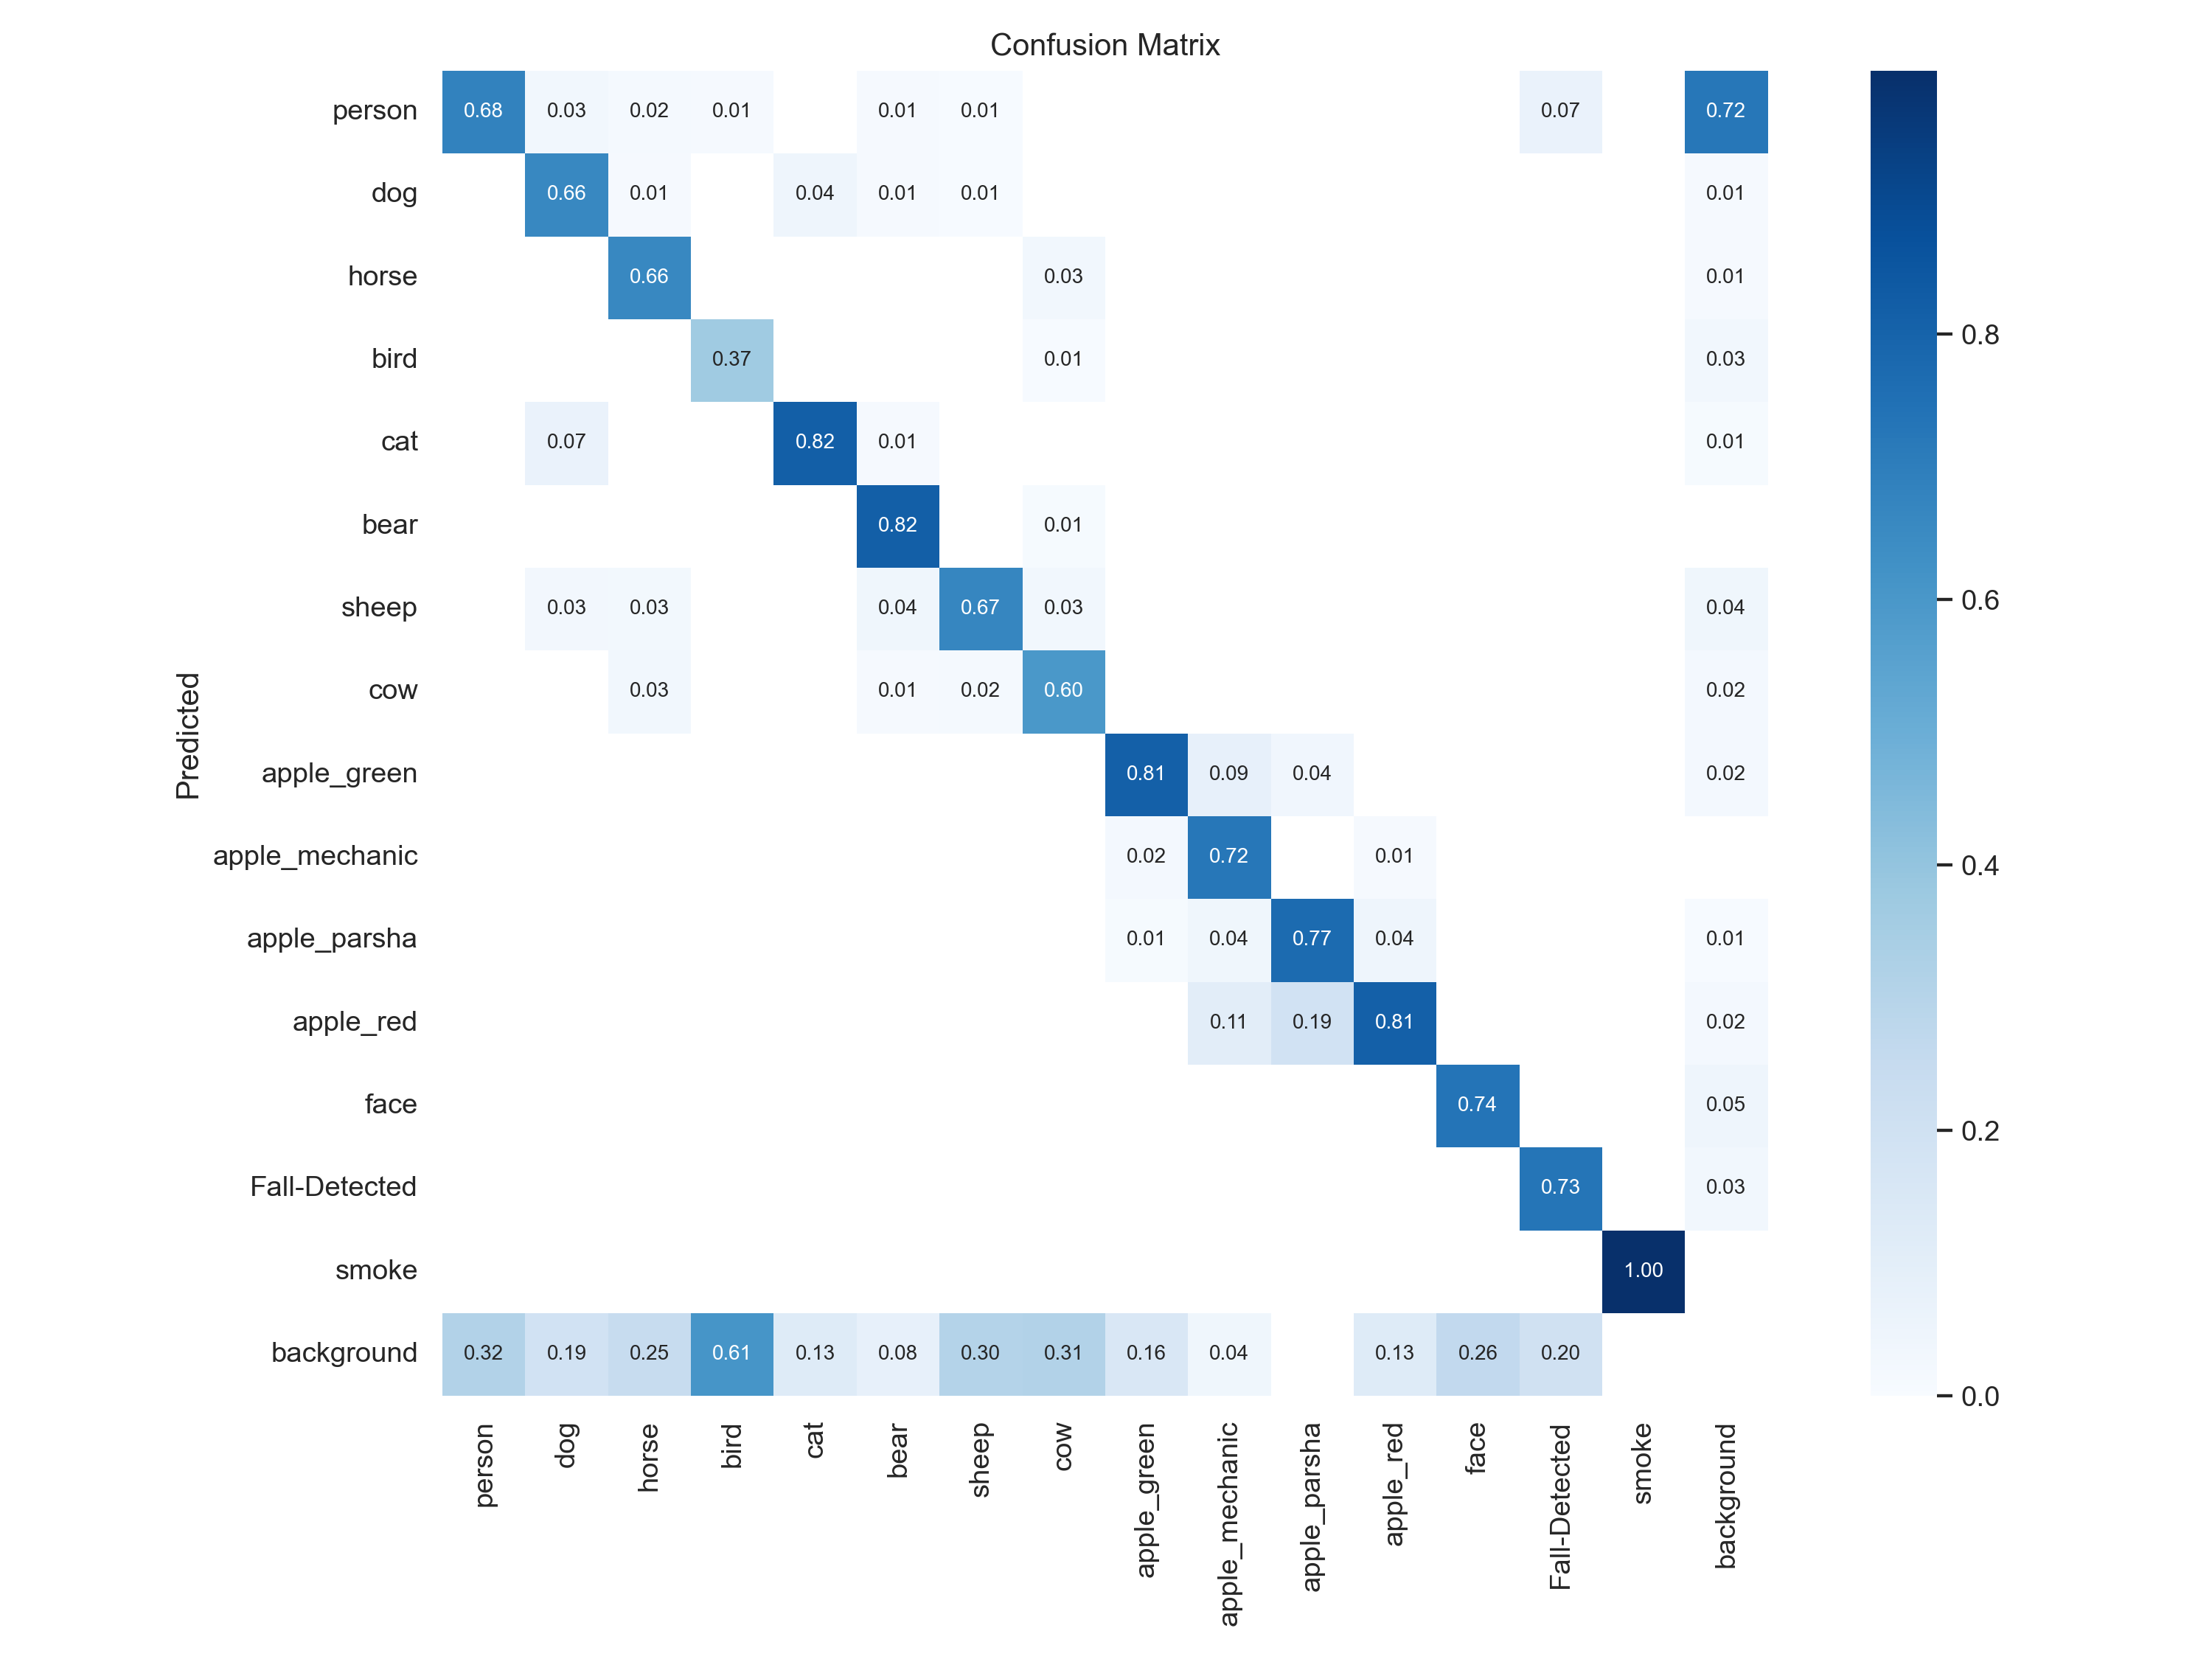 Confusion Matrix
person 0.68 0.03 0.02 0.01 0.01 0.01 0.07 0.72
dog 0.66 0.01 0.04 0.01 0.01 0.01
horse 0.66 0.03 0.01
bird 0.37 0.01 0.03
cat 0.07 0.82 0.01 0.01
bear 0.82 0.01
sheep 0.03 0.03 0.04 0.67 0.03 0.04
cow 0.03 0.01 0.02 0.60 0.02
apple_green 0.81 0.09 0.04 0.02
apple_mechanic 0.02 0.72 0.01
apple_parsha 0.01 0.04 0.77 0.04 0.01
apple_red 0.11 0.19 0.81 0.02
face 0.74 0.05
Fall-Detected 0.73 0.03
smoke 1.00
background 0.32 0.19 0.25 0.61 0.13 0.08 0.30 0.31 0.16 0.04 0.13 0.26 0.20
Predicted
person
dog
horse
bird
cat
bear
sheep
cow
apple_green
apple_mechanic
apple_parsha
apple_red
face
Fall-Detected
smoke
background
0.8
0.6
0.4
0.2
0.0